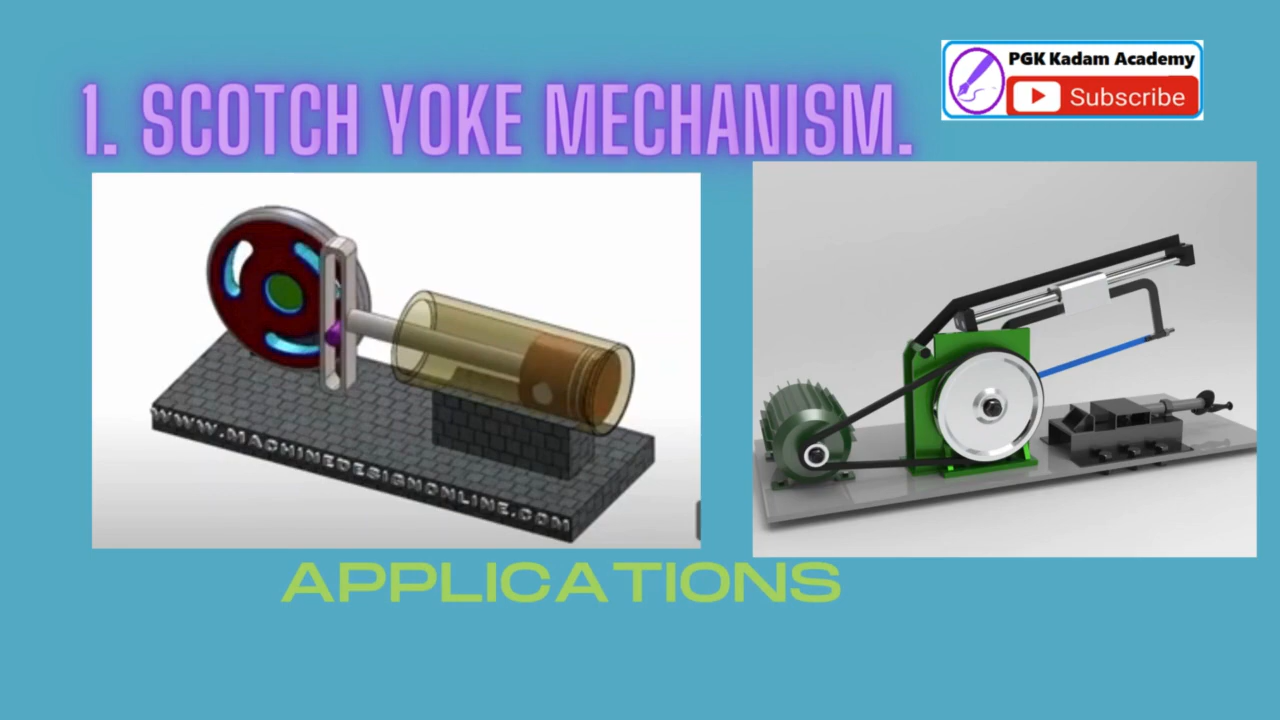 PGK Kadam Academy
Subscribe
1. SCOTCH YOKE MECHANISM.
WWW.MACHINEDESIGNONLINE.COM
APPLICATIONS